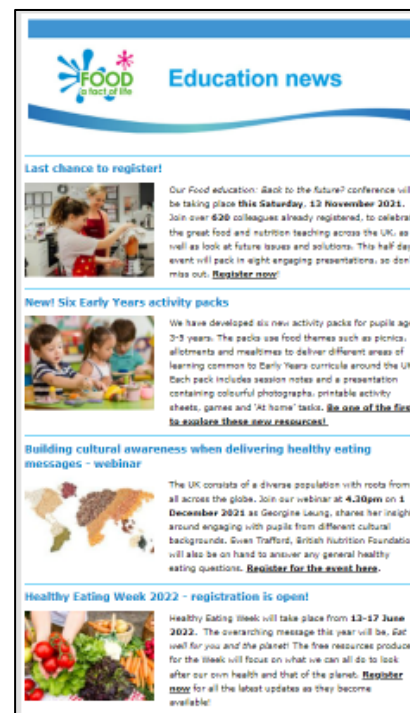 FOOD
a fact of life
Education news
Last chance to register!
Our Food education: Back to the future? conference will
be taking place this Saturday, 13 November 2021.
Join over 620 colleagues already registered, to celebra
the great food and nutrition teaching across the UK, as
well as look at future issues and solutions. This half day
event will pack in eight engaging presentations, so don
miss out. Register now!
New! Six Early Years activity packs
We have developed six new activity packs for pupils age
3-5 years. The packs use food themes such as picnics,
allotments and mealtimes to deliver different areas of
learning common to Early Years curricula around the UK
Each pack includes session notes and a presentation
containing colourful photographs, printable activity
sheets, games and 'At home' tasks. Be one of the first
to explore these new resources!
Building cultural awareness when delivering healthy eating
messages - webinar
The UK consists of a diverse population with roots from
all across the globe. Join our webinar at 4.30pm on 1
December 2021 as Georgine Leung, shares her insigh
around engaging with pupils from different cultural
backgrounds. Ewen Trafford, British Nutrition Foundatio
will also be on hand to answer any general healthy
eating questions. Register for the event here.
Healthy Eating Week 2022 - registration is open!
Healthy Eating Week will take place from 13-17 June
2022. The overarching message this year will be, Eat
well for you and the planet! The free resources produce
for the Week will focus on what we can all do to look
after our own health and that of the planet. Register
now for all the latest updates as they become
available!